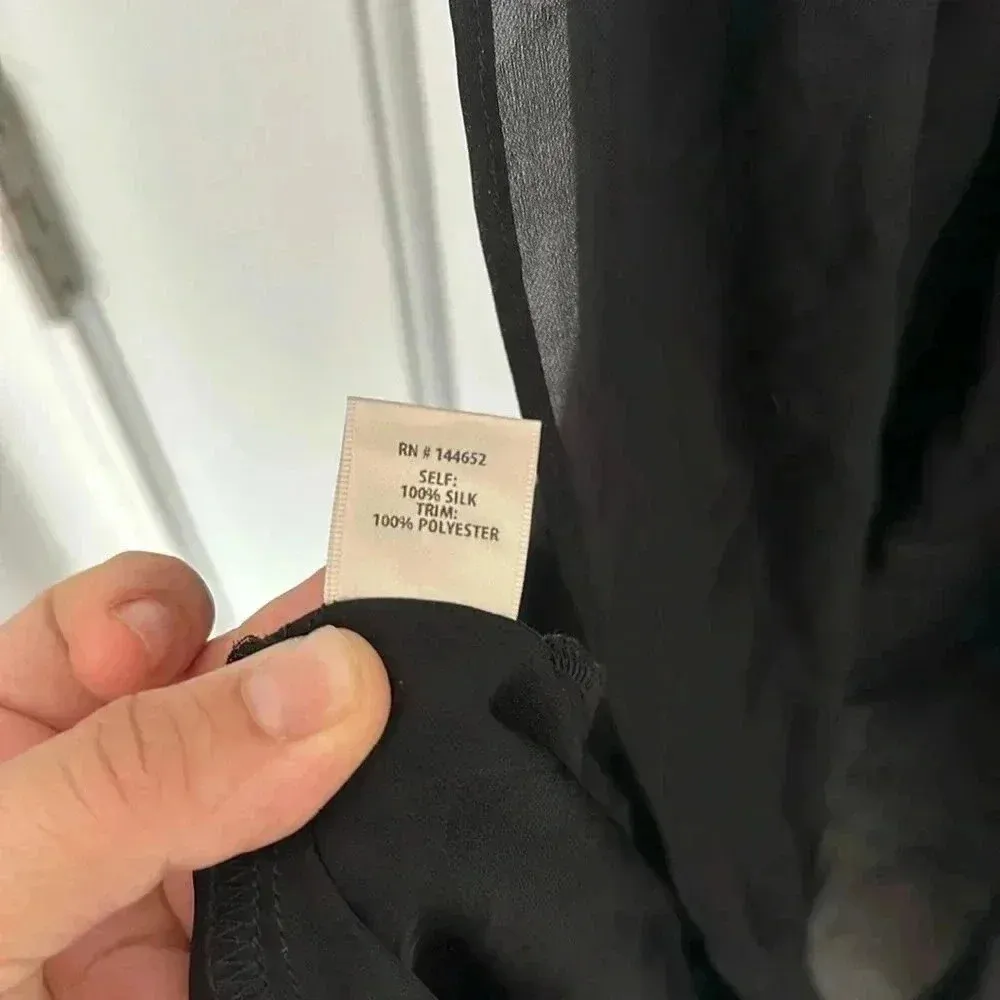 RN # 144652
SELF:
100% SILK
TRIM:
100% POLYESTER